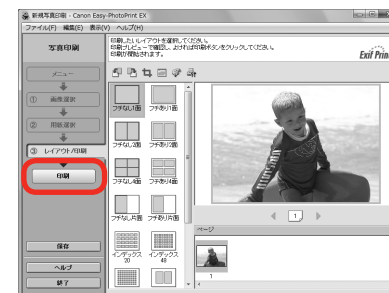 新規写真印刷 - Canon Easy-PhotoPrint EX
ファイル(F) 編集(E) 表示(V) ヘルプ(H)
写真印刷
印刷したいレイアウトを選択してください。
印刷プレビューで確認し、よければ印刷ボタンをクリックしてください。
印刷が開始されます。
Exif Prin
メニュー
① 画像選択
② 用紙選択
③ レイアウト/印刷
印刷
保存
ヘルプ
終了
フチなし1面 フチあり1面
フチなし2面 フチあり2面
フチなし4面 フチあり4面
フチなし片面 フチあり片面
インデックス 20 インデックス 48
1
ページ
1